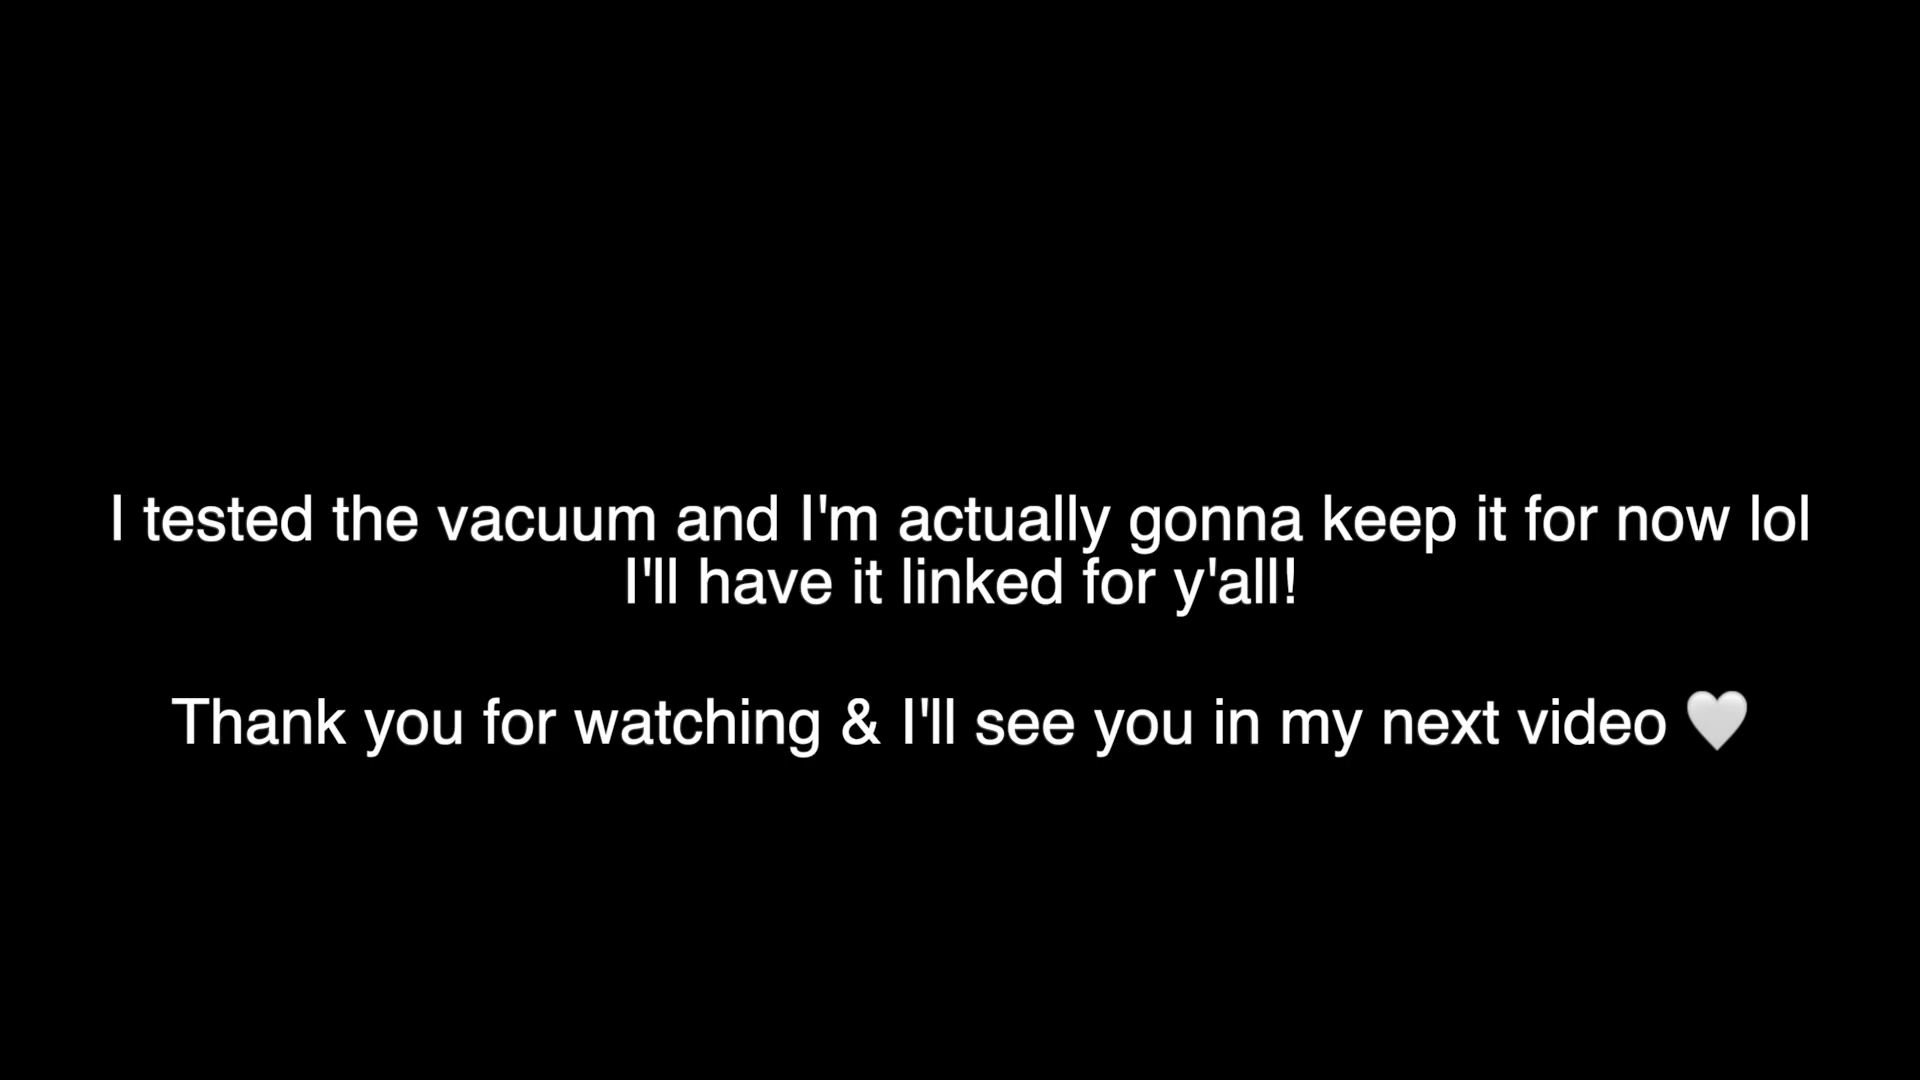 I tested the vacuum and I'm actually gonna keep it for now lol
I'll have it linked for y'all!
Thank you for watching & I'll see you in my next video 🤍